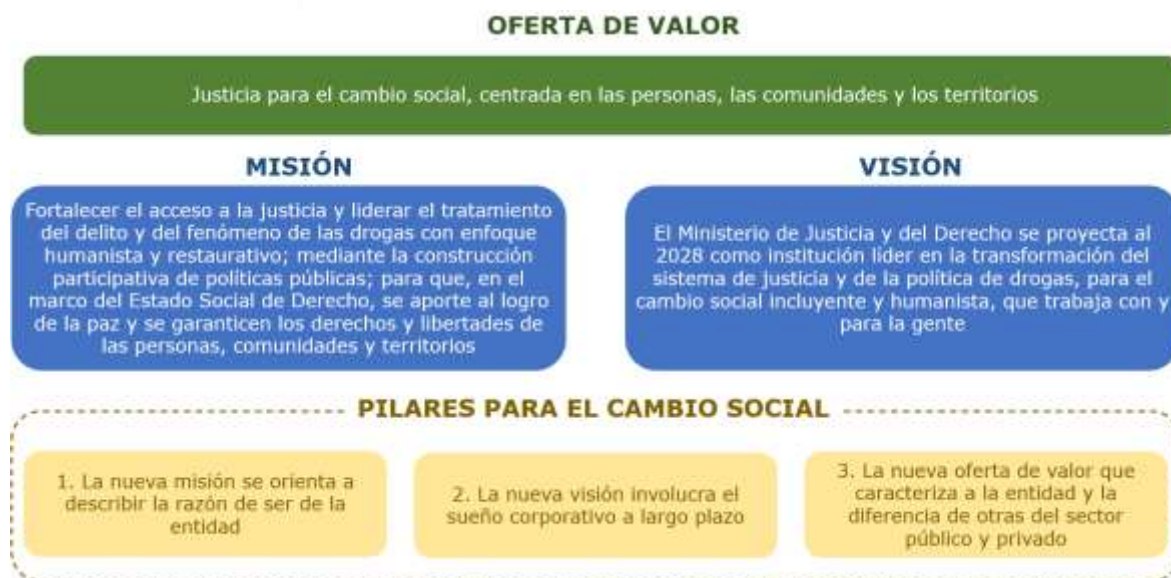 OFERTA DE VALOR
Justicia para el cambio social, centrada en las personas, las comunidades y los territorios
MISIÓN
Fortalecer el acceso a la justicia y liderar el tratamiento
del delito y del fenómeno de las drogas con enfoque
humanista y restaurativo; mediante la construcción
participativa de políticas públicas; para que, en el
marco del Estado Social de Derecho, se aporte al logro
de la paz y se garanticen los derechos y libertades de
las personas, comunidades y territorios
VISIÓN
El Ministerio de Justicia y del Derecho se proyecta al
2028 como institución líder en la transformación del
sistema de justicia y de la política de drogas, para el
cambio social incluyente y humanista, que trabaja con y
para la gente
PILARES PARA EL CAMBIO SOCIAL
1. La nueva misión se orienta a
describir la razón de ser de la
entidad
2. La nueva visión involucra el
sueño corporativo a largo plazo
3. La nueva oferta de valor que
caracteriza a la entidad y la
diferencia de otras del sector
público y privado